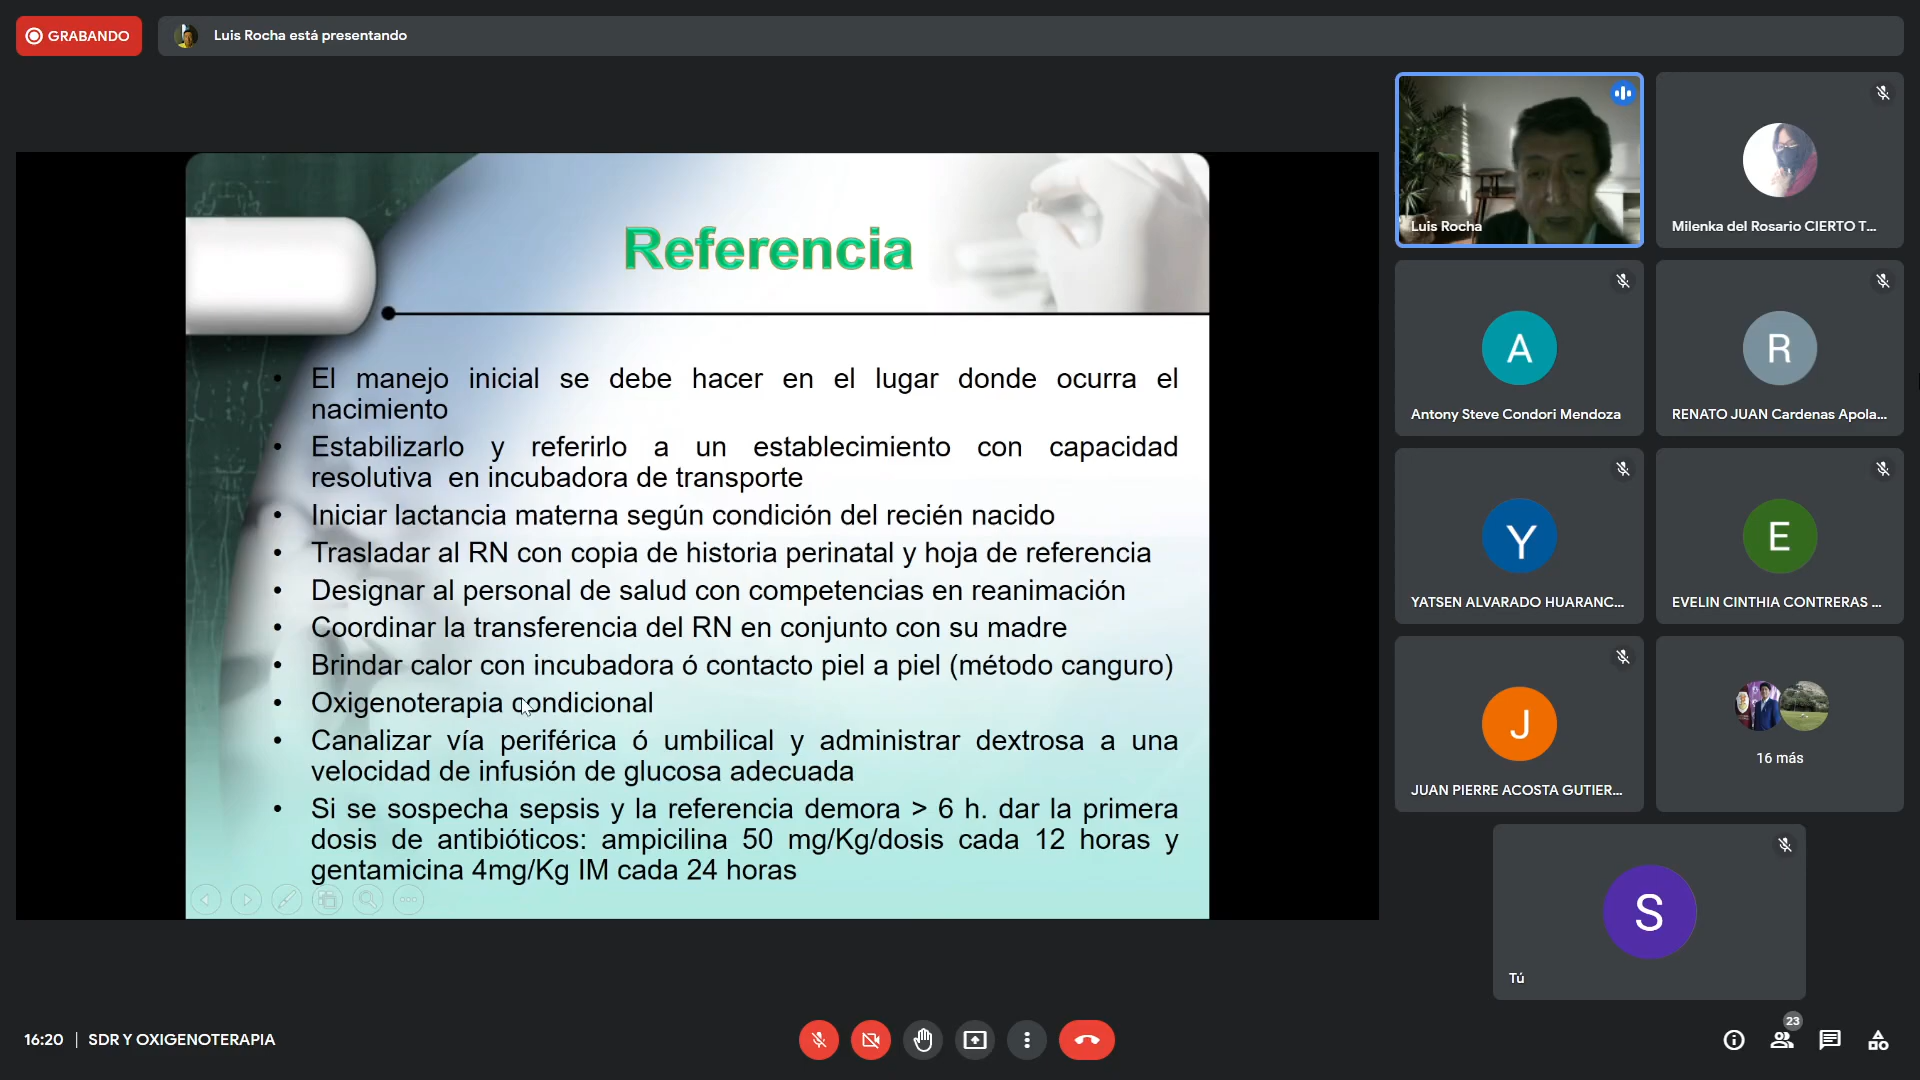 GRABANDO
Luis Rocha está presentando
Referencia
• El manejo inicial se debe hacer en el lugar donde ocurra el
nacimiento
• Estabilizarlo y referirlo a un establecimiento con capacidad
resolutiva en incubadora de transporte
• Iniciar lactancia materna según condición del recién nacido
• Trasladar al RN con copia de historia perinatal y hoja de referencia
• Designar al personal de salud con competencias en reanimación
• Coordinar la transferencia del RN en conjunto con su madre
• Brindar calor con incubadora ó contacto piel a piel (método canguro)
• Oxigenoterapia condicional
• Canalizar vía periférica ó umbilical y administrar dextrosa a una
velocidad de infusión de glucosa adecuada
• Si se sospecha sepsis y la referencia demora > 6 h. dar la primera
dosis de antibióticos: ampicilina 50 mg/Kg/dosis cada 12 horas y
gentamicina 4mg/Kg IM cada 24 horas
Luis Rocha
Milenka del Rosario CIERTO T...
A
Antony Steve Condori Mendoza
R
RENATO JUAN Cardenas Apola...
Y
YATSEN ALVARADO HUARANC...
E
EVELIN CINTHIA CONTRERAS ...
J
JUAN PIERRE ACOSTA GUTIER...
16 más
S
Tú
16:20 | SDR Y OXIGENOTERAPIA
23